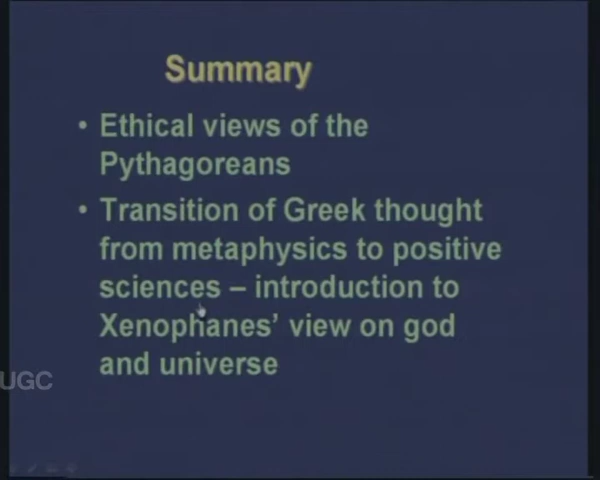 Summary
• Ethical views of the
Pythagoreans
• Transition of Greek thought
from metaphysics to positive
sciences – introduction to
Xenophanes' view on god
and universe
UGC